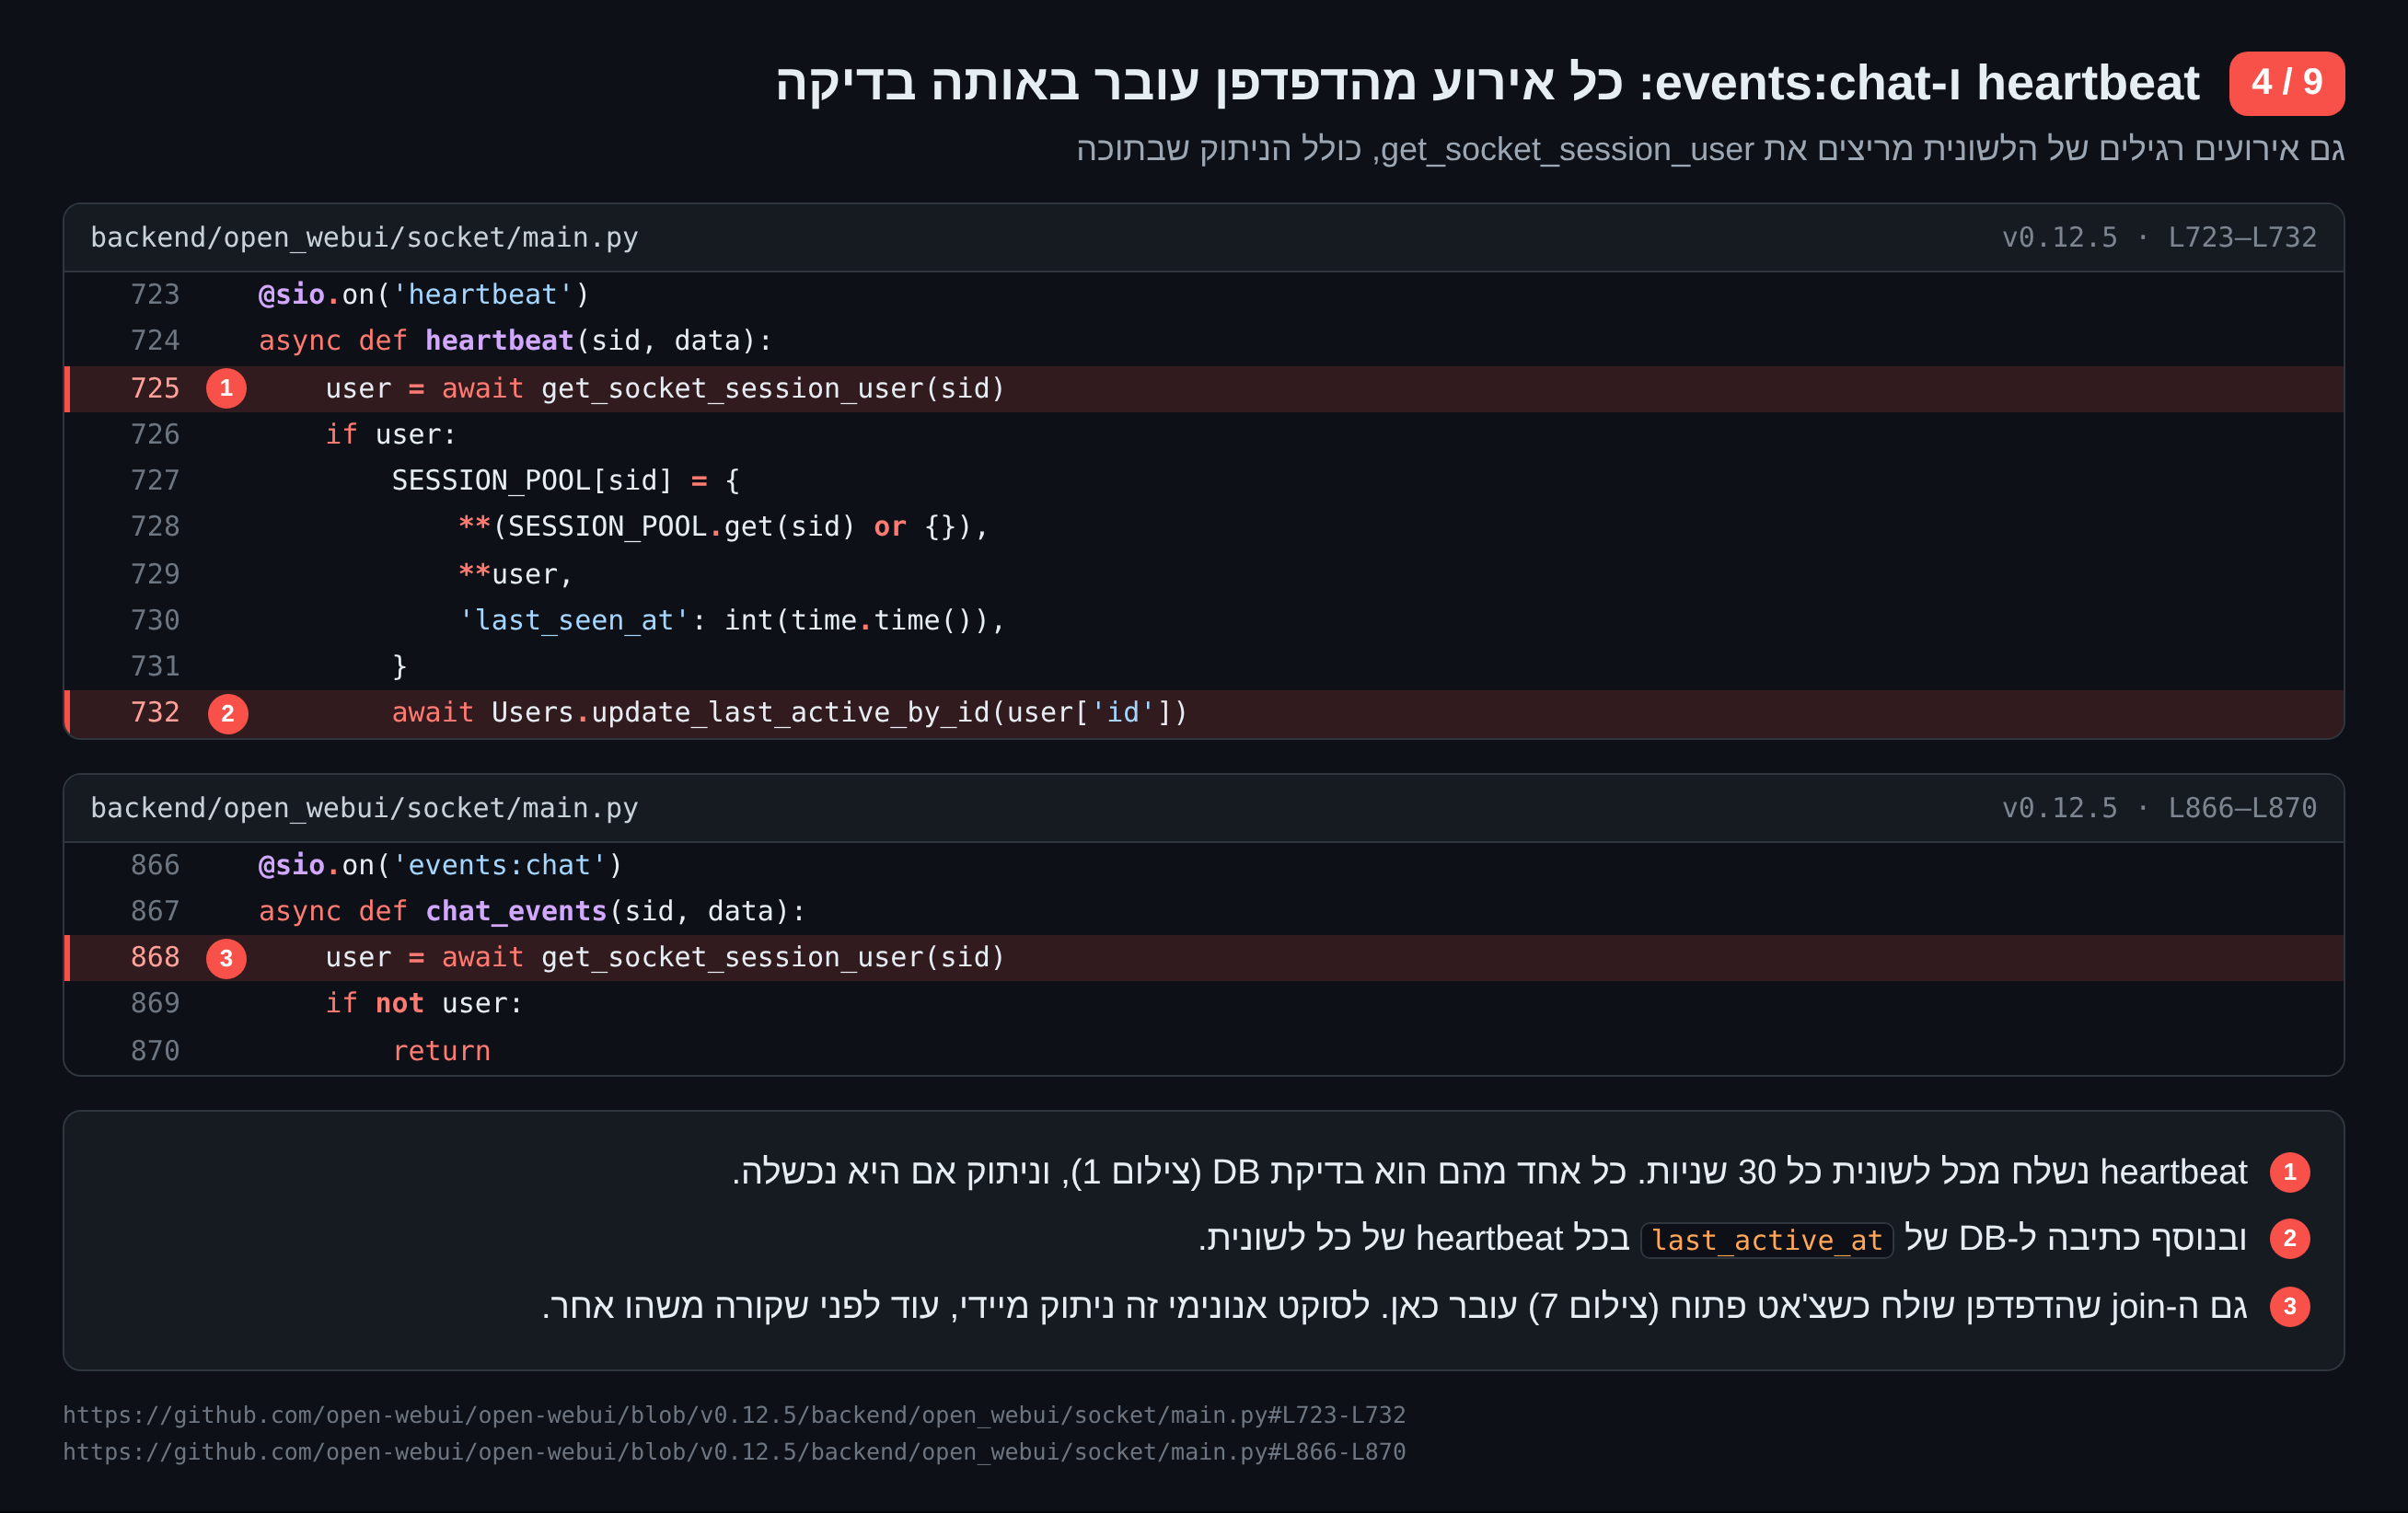 4 / 9 heartbeat ו-events:chat: כל אירוע מהדפדפן עובר באותה בדיקה
גם אירועים רגילים של הלשונית מריצים את get_socket_session_user, כולל הניתוק שבתוכה
backend/open_webui/socket/main.py v0.12.5 · L723–L732
723 @sio.on('heartbeat')
724 async def heartbeat(sid, data):
725 1 user = await get_socket_session_user(sid)
726 if user:
727 SESSION_POOL[sid] = {
728 **(SESSION_POOL.get(sid) or {}),
729 **user,
730 'last_seen_at': int(time.time()),
731 }
732 2 await Users.update_last_active_by_id(user['id'])
backend/open_webui/socket/main.py v0.12.5 · L866–L870
866 @sio.on('events:chat')
867 async def chat_events(sid, data):
868 3 user = await get_socket_session_user(sid)
869 if not user:
870 return
1 heartbeat נשלח מכל לשונית כל 30 שניות. כל אחד מהם הוא בדיקת DB (צילום 1), וניתוק אם היא נכשלה.
2 ובנוסף כתיבה ל-DB של last_active_at בכל heartbeat של כל לשונית.
3 גם ה-join שהדפדפן שולח כשצ'אט פתוח (צילום 7) עובר כאן. לסוקט אנונימי זה ניתוק מיידי, עוד לפני שקורה משהו אחר.
https://github.com/open-webui/open-webui/blob/v0.12.5/backend/open_webui/socket/main.py#L723-L732
https://github.com/open-webui/open-webui/blob/v0.12.5/backend/open_webui/socket/main.py#L866-L870